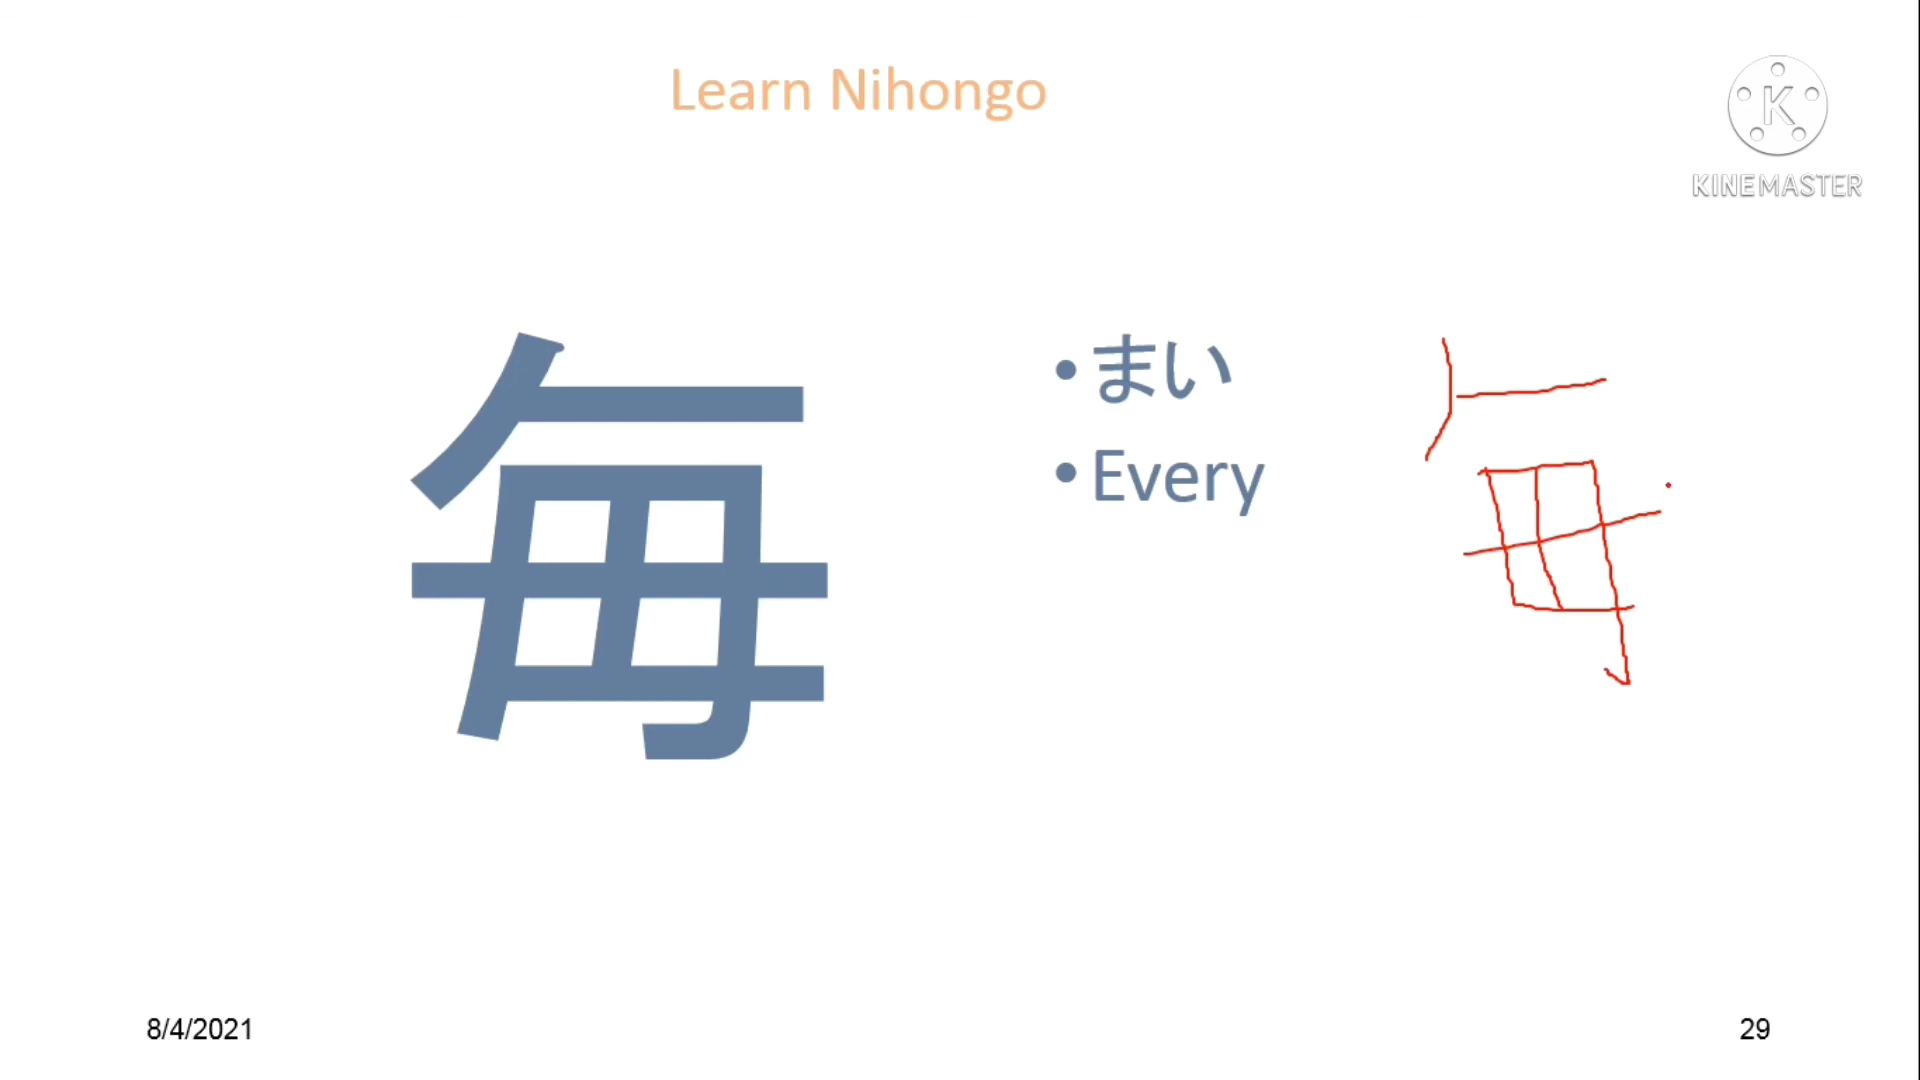 Learn Nihongo
K
KINEMASTER
毎
• まい
• Every
毎
8/4/2021
29